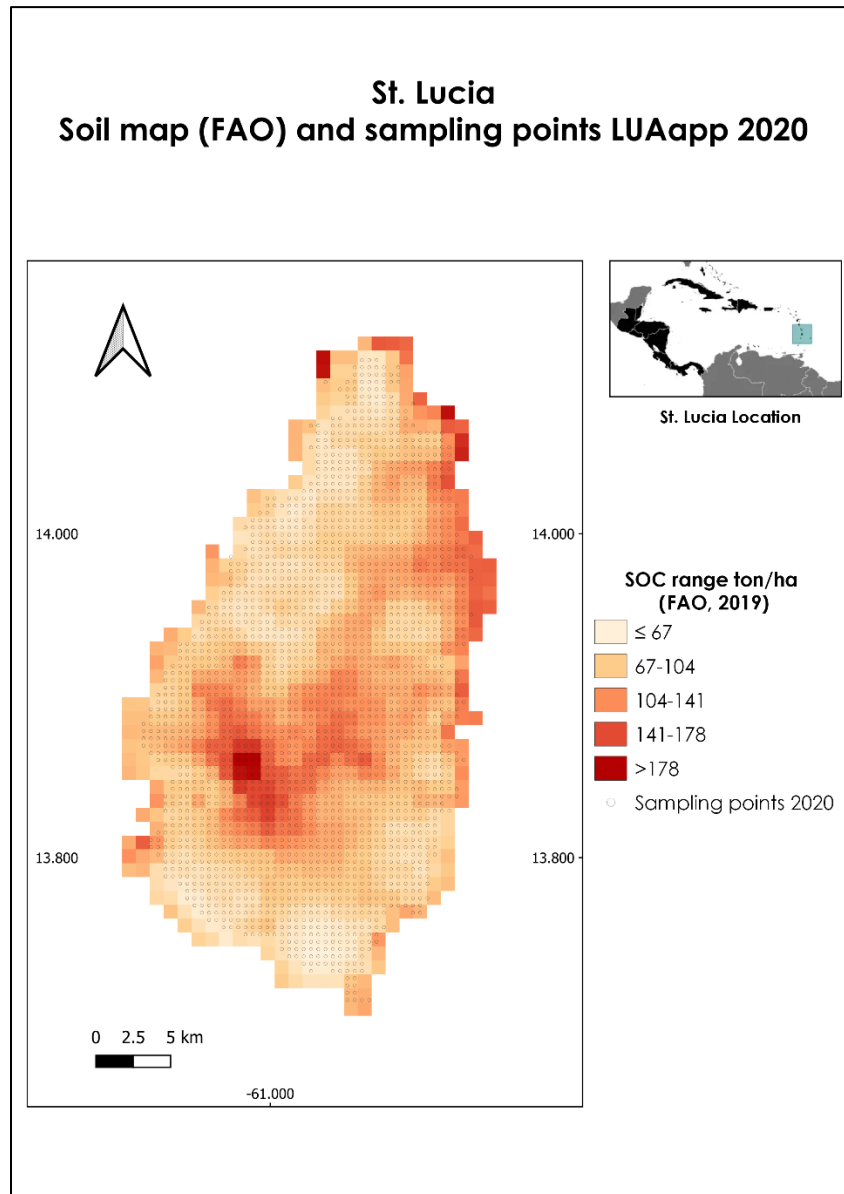 St. Lucia
Soil map (FAO) and sampling points LUAapp 2020
St. Lucia Location
14.000
14.000
SOC range ton/ha
(FAO, 2019)
≤ 67
67-104
104-141
141-178
>178
Sampling points 2020
13.800
13.800
0 2.5 5 km
-61.000